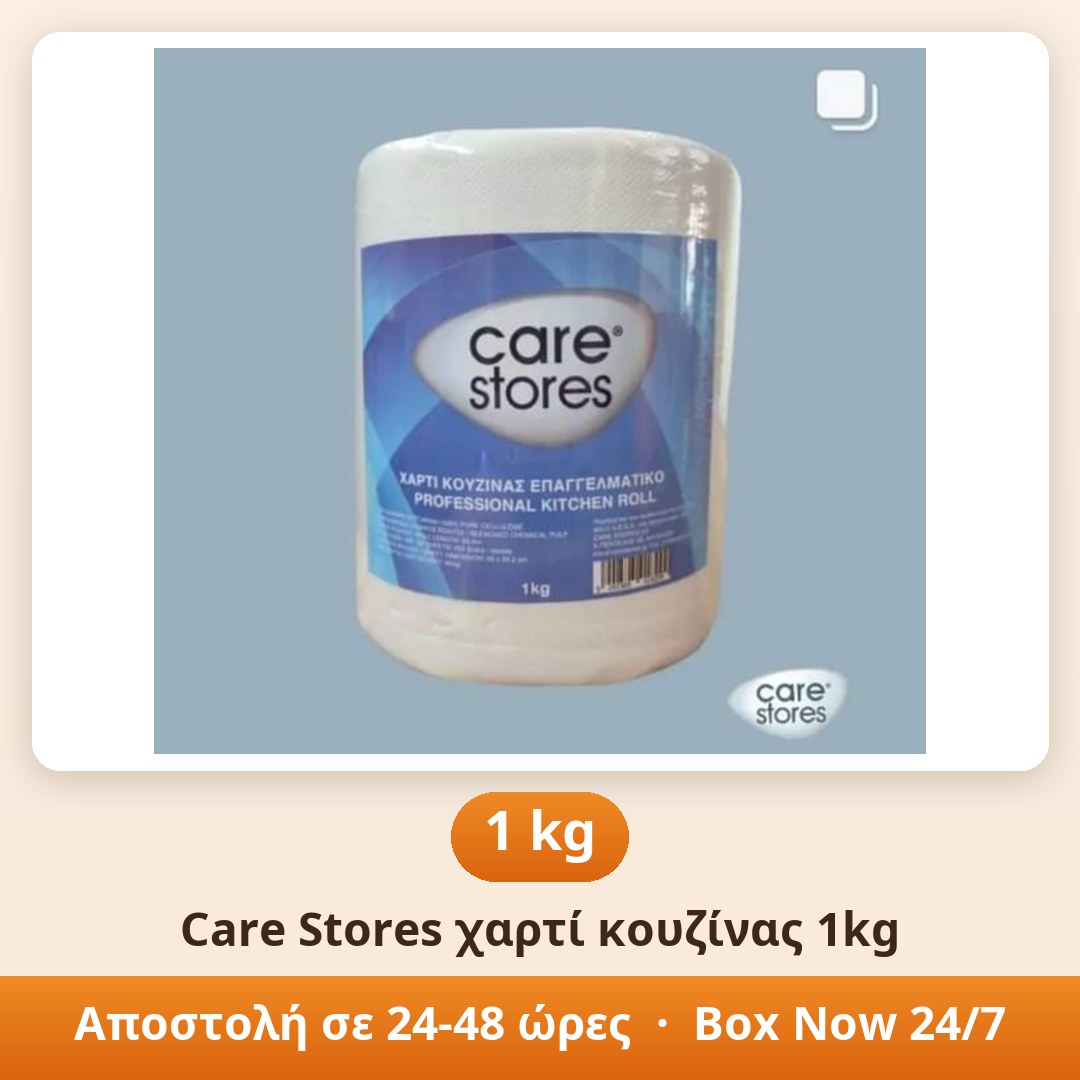 care®
stores
ΧΑΡΤΙ ΚΟΥΖΙΝΑΣ ΕΠΑΓΓΕΛΜΑΤΙΚΟ
PROFESSIONAL KITCHEN ROLL
1kg
care®
stores
1 kg
Care Stores χαρτί κουζίνας 1kg
Αποστολή σε 24-48 ώρες · Box Now 24/7